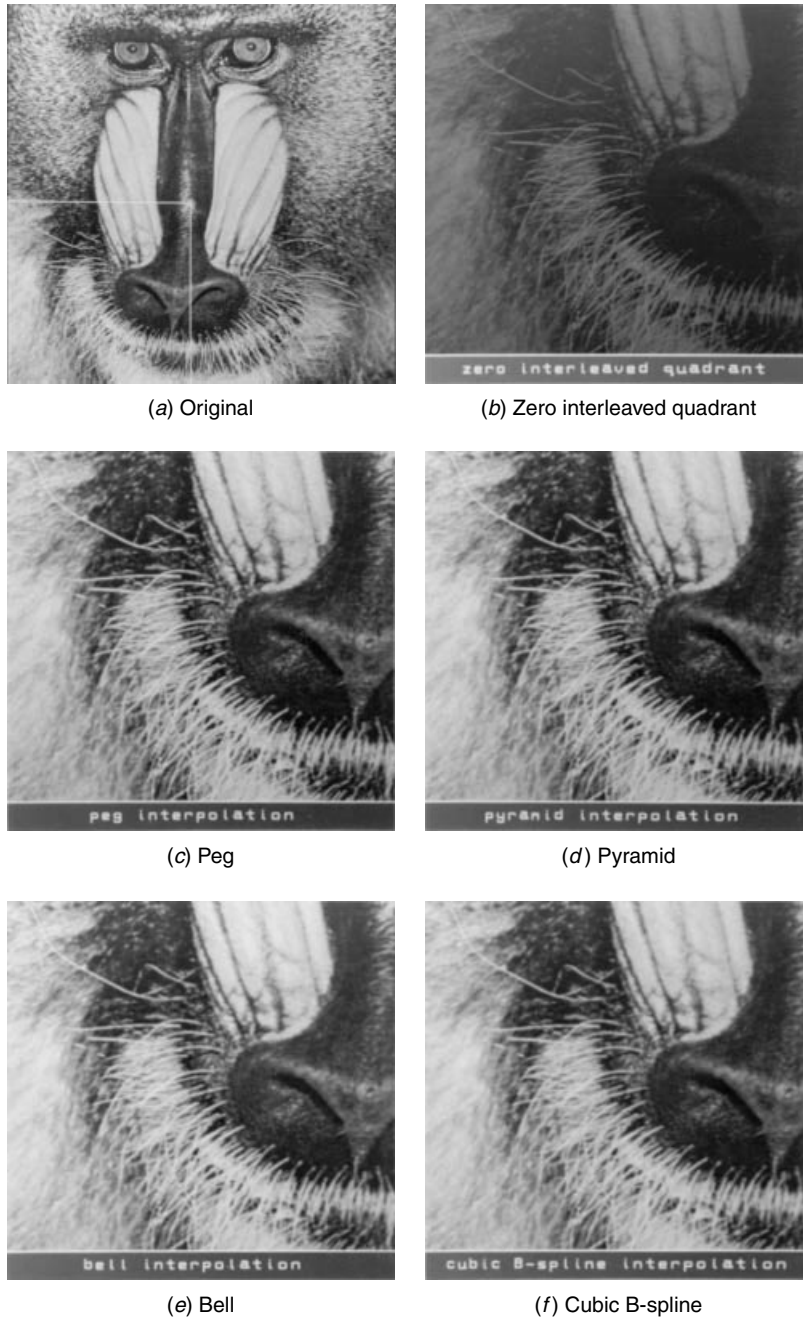 (a) Original
zero interleaved quadrant
(b) Zero interleaved quadrant
peg interpolation
(c) Peg
pyramid interpolation
(d) Pyramid
bell interpolation
(e) Bell
cubic B-spline interpolation
(f) Cubic B-spline